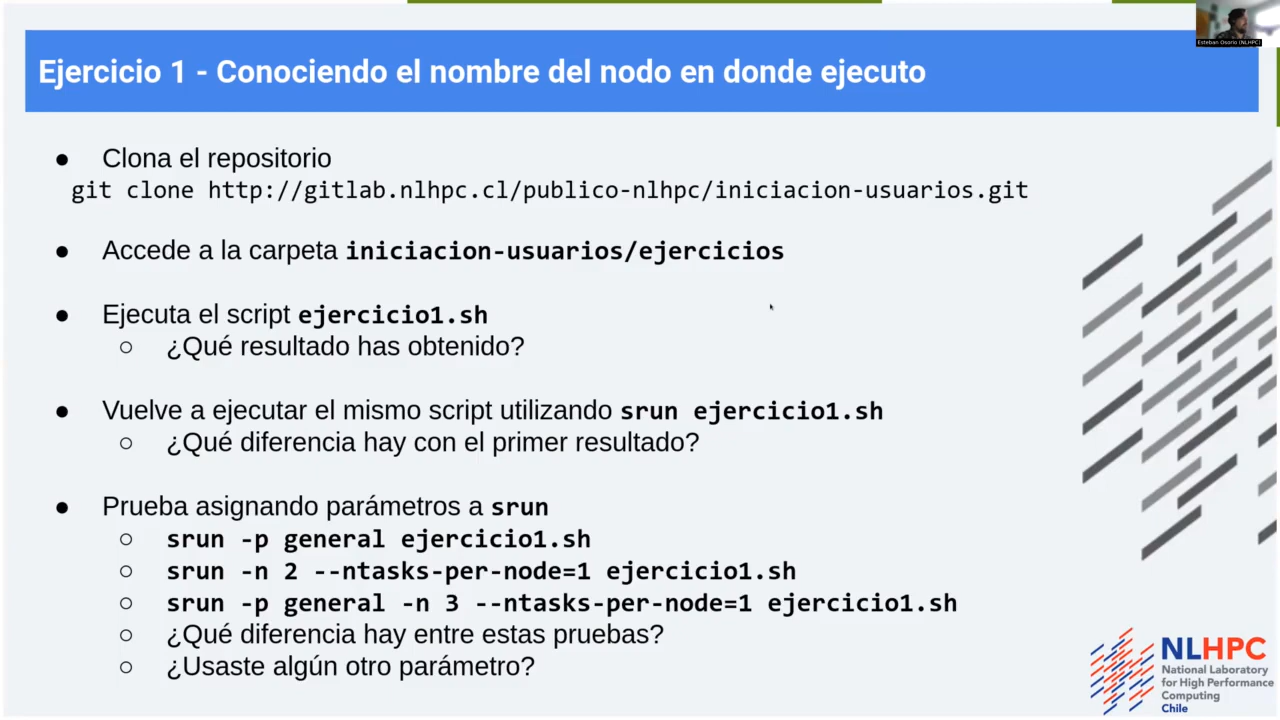 Esteban Osorio (NLHPC)
Ejercicio 1 - Conociendo el nombre del nodo en donde ejecuto
● Clona el repositorio
git clone http://gitlab.nlhpc.cl/publico-nlhpc/iniciacion-usuarios.git
● Accede a la carpeta iniciacion-usuarios/ejercicios
● Ejecuta el script ejercicio1.sh
○ ¿Qué resultado has obtenido?
● Vuelve a ejecutar el mismo script utilizando srun ejercicio1.sh
○ ¿Qué diferencia hay con el primer resultado?
● Prueba asignando parámetros a srun
○ srun -p general ejercicio1.sh
○ srun -n 2 --ntasks-per-node=1 ejercicio1.sh
○ srun -p general -n 3 --ntasks-per-node=1 ejercicio1.sh
○ ¿Qué diferencia hay entre estas pruebas?
○ ¿Usaste algún otro parámetro?
NLHPC
National Laboratory
for High Performance
Computing
Chile